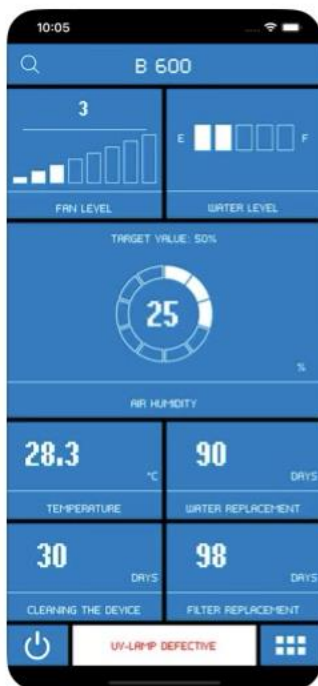 10:05
B 600
3
FAN LEVEL
E F
WATER LEVEL
TARGET VALUE: 50%
25
%
AIR HUMIDITY
28.3
°C
TEMPERATURE
90
DAYS
WATER REPLACEMENT
30
DAYS
CLEANING THE DEVICE
98
DAYS
FILTER REPLACEMENT
UV-LAMP DEFECTIVE